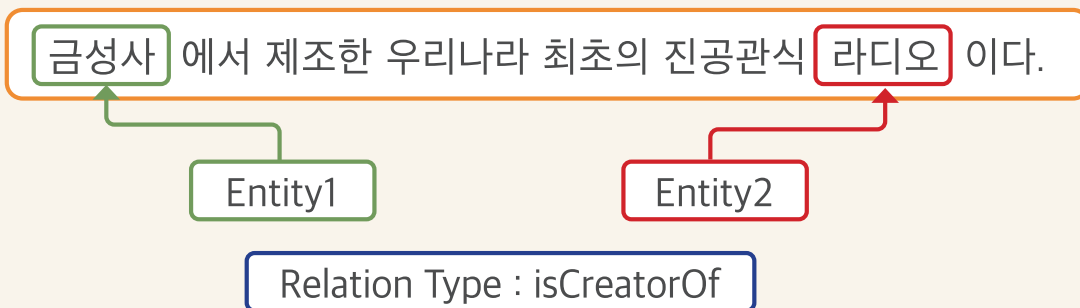 금성사 에서 제조한 우리나라 최초의 진공관식 라디오 이다.
Entity1 Entity2
Relation Type : isCreatorOf